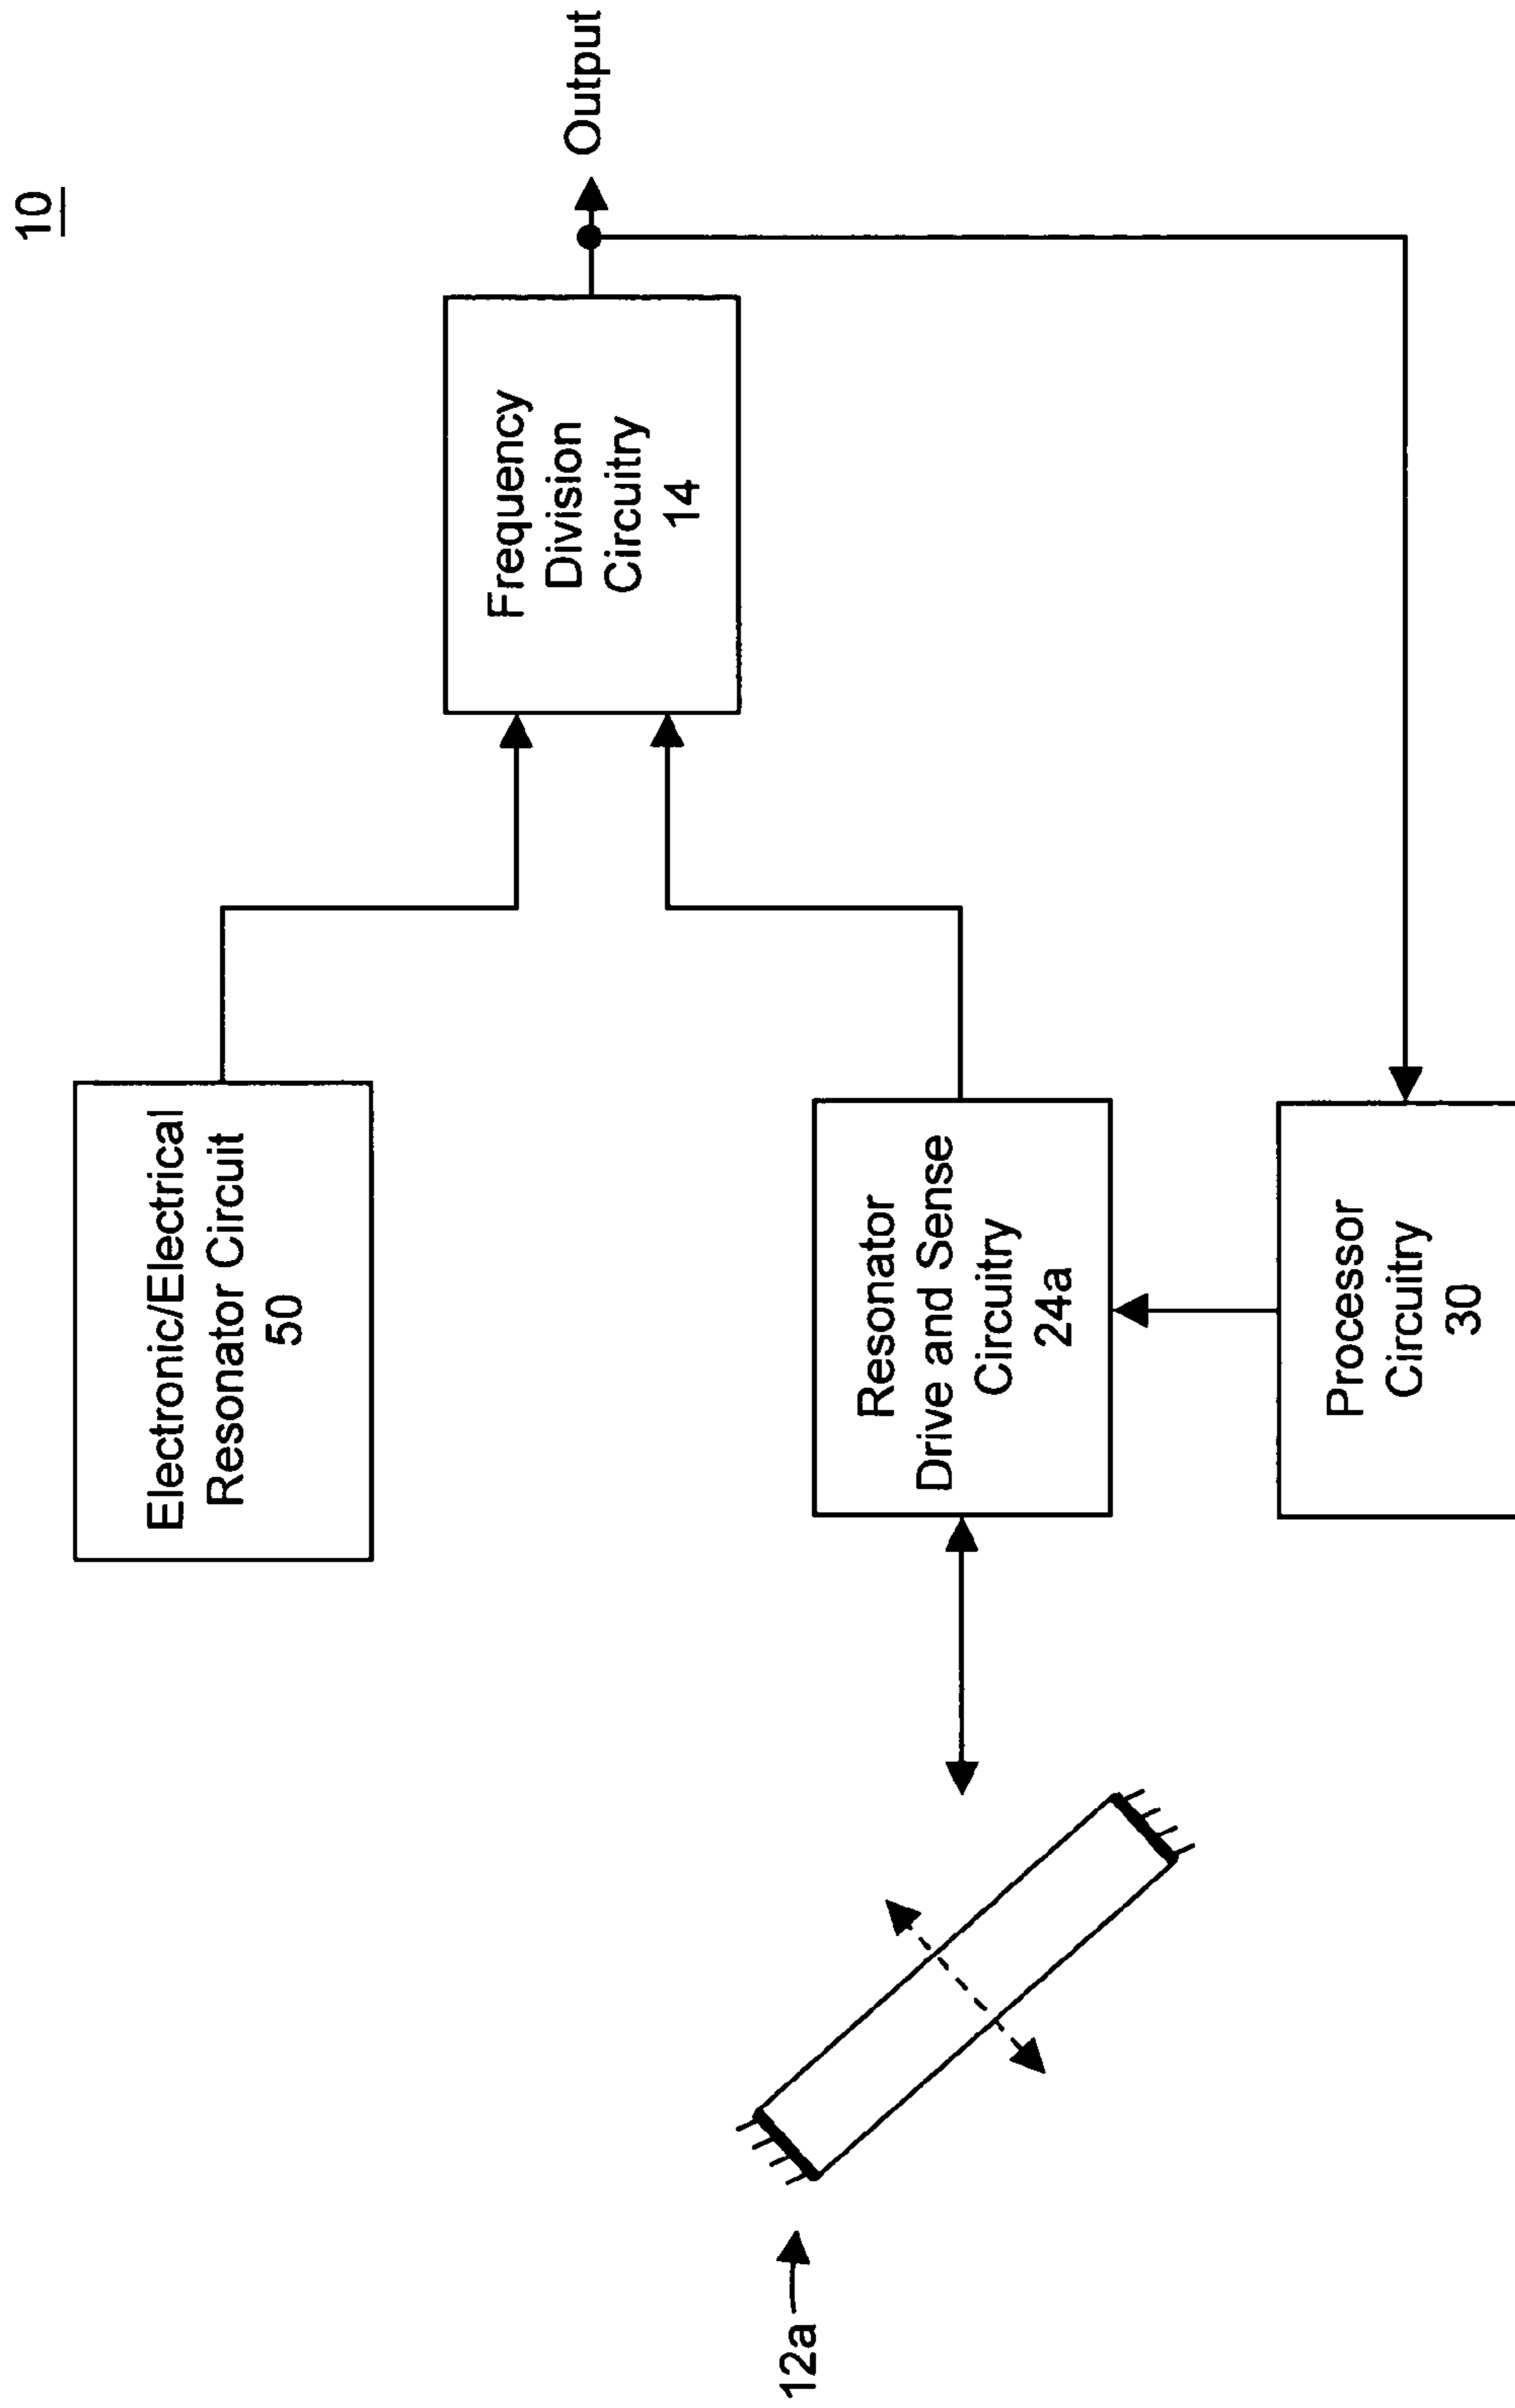 10
Electronic/Electrical
Resonator Circuit
50
Frequency
Division
Circuitry
14
Output
12a
Resonator
Drive and Sense
Circuitry
24a
Processor
Circuitry
30